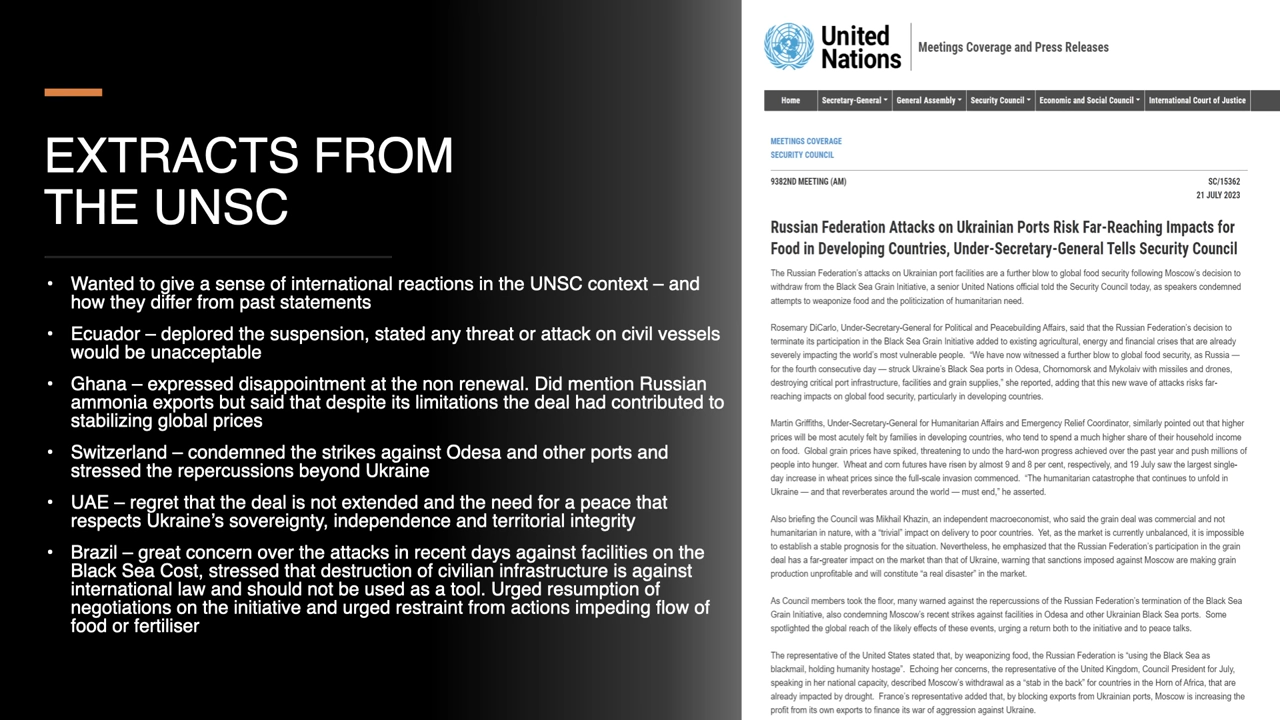 EXTRACTS FROM
THE UNSC
• Wanted to give a sense of international reactions in the UNSC context – and
how they differ from past statements
• Ecuador – deplored the suspension, stated any threat or attack on civil vessels
would be unacceptable
• Ghana – expressed disappointment at the non renewal. Did mention Russian
ammonia exports but said that despite its limitations the deal had contributed to
stabilizing global prices
• Switzerland – condemned the strikes against Odesa and other ports and
stressed the repercussions beyond Ukraine
• UAE – regret that the deal is not extended and the need for a peace that
respects Ukraine's sovereignty, independence and territorial integrity
• Brazil – great concern over the attacks in recent days against facilities on the
Black Sea Cost, stressed that destruction of civilian infrastructure is against
international law and should not be used as a tool. Urged resumption of
negotiations on the initiative and urged restraint from actions impeding flow of
food or fertiliser
United
Nations
Meetings Coverage and Press Releases
Home Secretary-General General Assembly Security Council Economic and Social Council International Court of Justice
MEETINGS COVERAGE
SECURITY COUNCIL
9382ND MEETING (AM) SC/15362
21 JULY 2023
Russian Federation Attacks on Ukrainian Ports Risk Far-Reaching Impacts for
Food in Developing Countries, Under-Secretary-General Tells Security Council
The Russian Federation's attacks on Ukrainian port facilities are a further blow to global food security following Moscow's decision to
withdraw from the Black Sea Grain Initiative, a senior United Nations official told the Security Council today, as speakers condemned
attempts to weaponize food and the politicization of humanitarian need.
Rosemary DiCarlo, Under-Secretary-General for Political and Peacebuilding Affairs, said that the Russian Federation's decision to
terminate its participation in the Black Sea Grain Initiative added to existing agricultural, energy and financial crises that are already
severely impacting the world's most vulnerable people. "We have now witnessed a further blow to global food security, as Russia —
for the fourth consecutive day — struck Ukraine's Black Sea ports in Odesa, Chornomorsk and Mykolaiv with missiles and drones,
destroying critical port infrastructure, facilities and grain supplies," she reported, adding that this new wave of attacks risks far-
reaching impacts on global food security, particularly in developing countries.
Martin Griffiths, Under-Secretary-General for Humanitarian Affairs and Emergency Relief Coordinator, similarly pointed out that higher
prices will be most acutely felt by families in developing countries, who tend to spend a much higher share of their household income
on food. Global grain prices have spiked, threatening to undo the hard-won progress achieved over the past year and push millions of
people into hunger. Wheat and corn futures have risen by almost 9 and 8 per cent, respectively, and 19 July saw the largest single-
day increase in wheat prices since the full-scale invasion commenced. "The humanitarian catastrophe that continues to unfold in
Ukraine — and that reverberates around the world — must end," he asserted.
Also briefing the Council was Mikhail Khazin, an independent macroeconomist, who said the grain deal was commercial and not
humanitarian in nature, with a "trivial" impact on delivery to poor countries. Yet, as the market is currently unbalanced, it is impossible
to establish a stable prognosis for the situation. Nevertheless, he emphasized that the Russian Federation's participation in the grain
deal has a far-greater impact on the market than that of Ukraine, warning that sanctions imposed against Moscow are making grain
production unprofitable and will constitute "a real disaster" in the market.
As Council members took the floor, many warned against the repercussions of the Russian Federation's termination of the Black Sea
Grain Initiative, also condemning Moscow's recent strikes against facilities in Odesa and other Ukrainian Black Sea ports. Some
spotlighted the global reach of the likely effects of these events, urging a return both to the initiative and to peace talks.
The representative of the United States stated that, by weaponizing food, the Russian Federation is "using the Black Sea as
blackmail, holding humanity hostage". Echoing her concerns, the representative of the United Kingdom, Council President for July,
speaking in her national capacity, described Moscow's withdrawal as a "stab in the back" for countries in the Horn of Africa, that are
already impacted by drought. France's representative added that, by blocking exports from Ukrainian ports, Moscow is increasing the
profit from its own exports to finance its war of aggression against Ukraine.